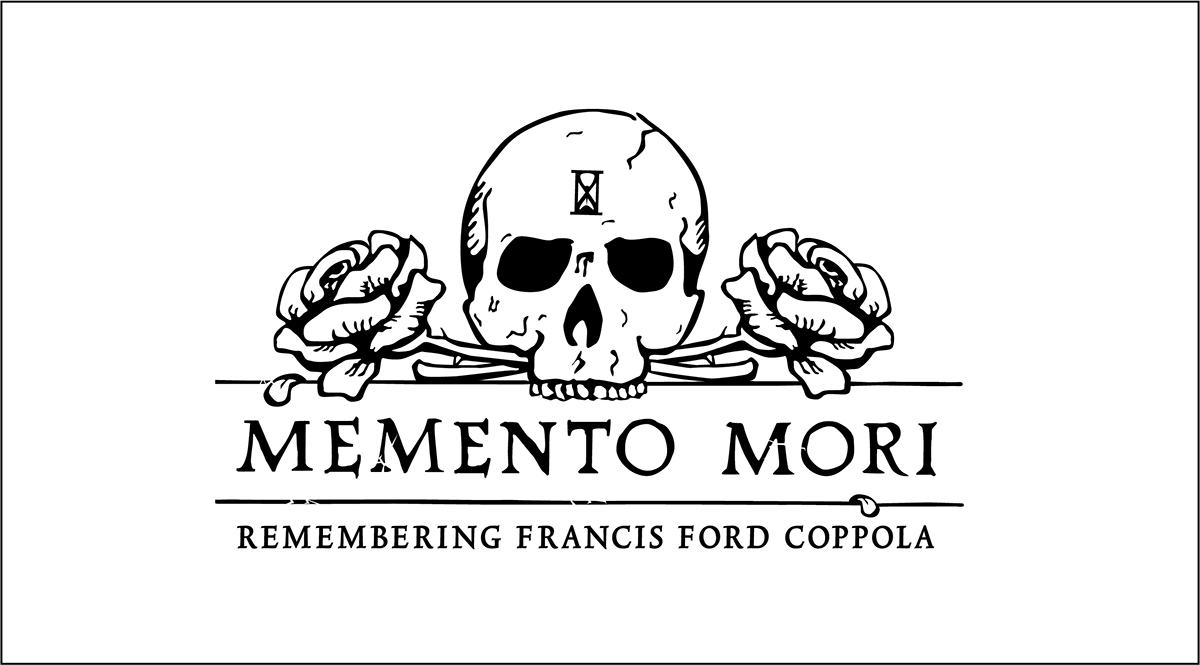 MEMENTO MORI
REMEMBERING FRANCIS FORD COPPOLA